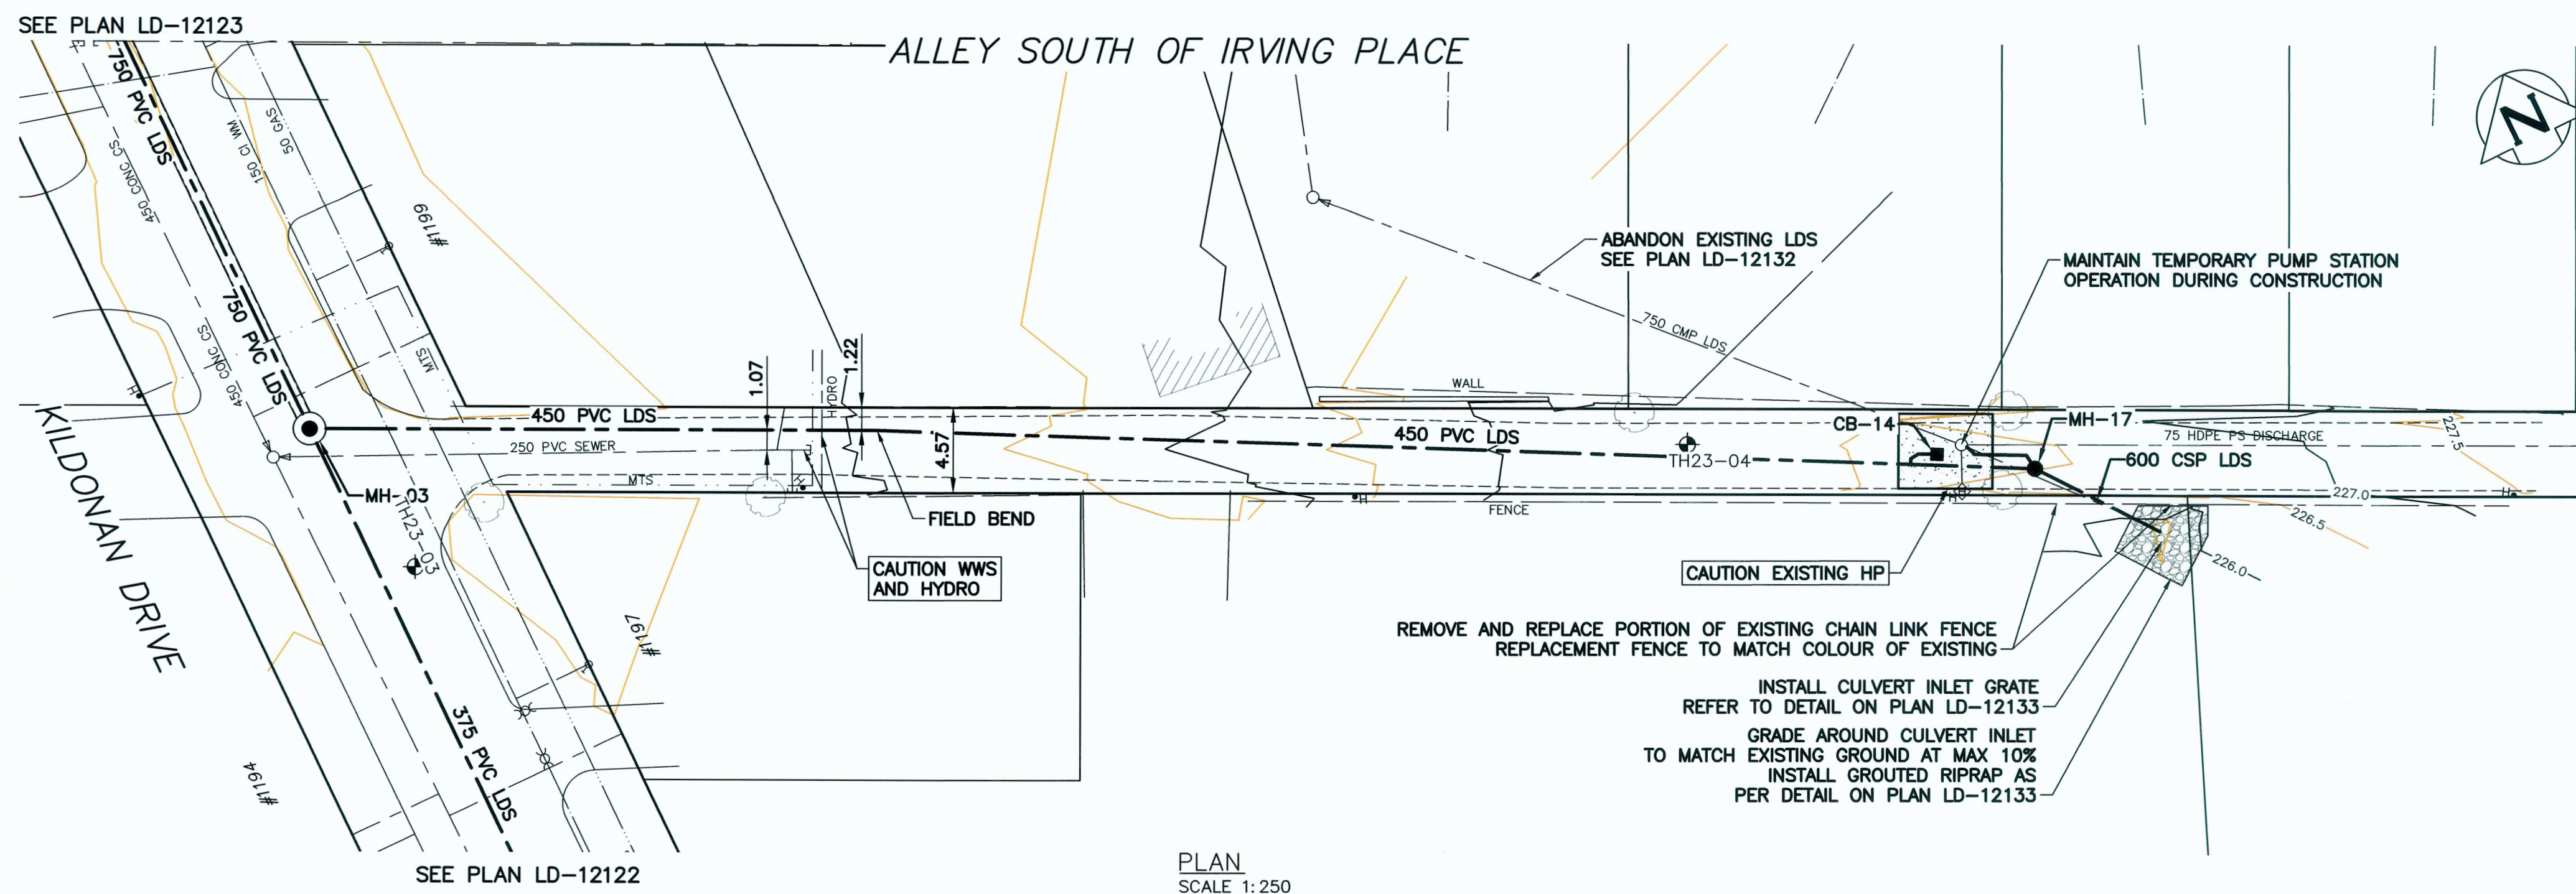 SEE PLAN LD-12123
ALLEY SOUTH OF IRVING PLACE
N
750 PVC LDS
450 CONC CS
150 CI WM
50 GAS
#1199
ABANDON EXISTING LDS
SEE PLAN LD-12132
MAINTAIN TEMPORARY PUMP STATION
OPERATION DURING CONSTRUCTION
750 CMP LDS
750 PVC LDS
450 CONC CS
450
MTS
H
1.07
HYDRO
1.22
WALL
KILDONAN DRIVE
450 PVC LDS
250 PVC SEWER
4.57
450 PVC LDS
TH23-04
CB-14
MH-17
75 HDPE PS DISCHARGE
227.5
600 CSP LDS
MTS
H
MH-03
TH23-03
FIELD BEND
H
FENCE
H
227.0
H
226.5
226.0
CAUTION WWS
AND HYDRO
CAUTION EXISTING HP
#1197
REMOVE AND REPLACE PORTION OF EXISTING CHAIN LINK FENCE
REPLACEMENT FENCE TO MATCH COLOUR OF EXISTING
INSTALL CULVERT INLET GRATE
REFER TO DETAIL ON PLAN LD-12133
GRADE AROUND CULVERT INLET
TO MATCH EXISTING GROUND AT MAX 10%
INSTALL GROUTED RIPRAP AS
PER DETAIL ON PLAN LD-12133
375 PVC LDS
#1194
SEE PLAN LD-12122
PLAN
SCALE 1:250